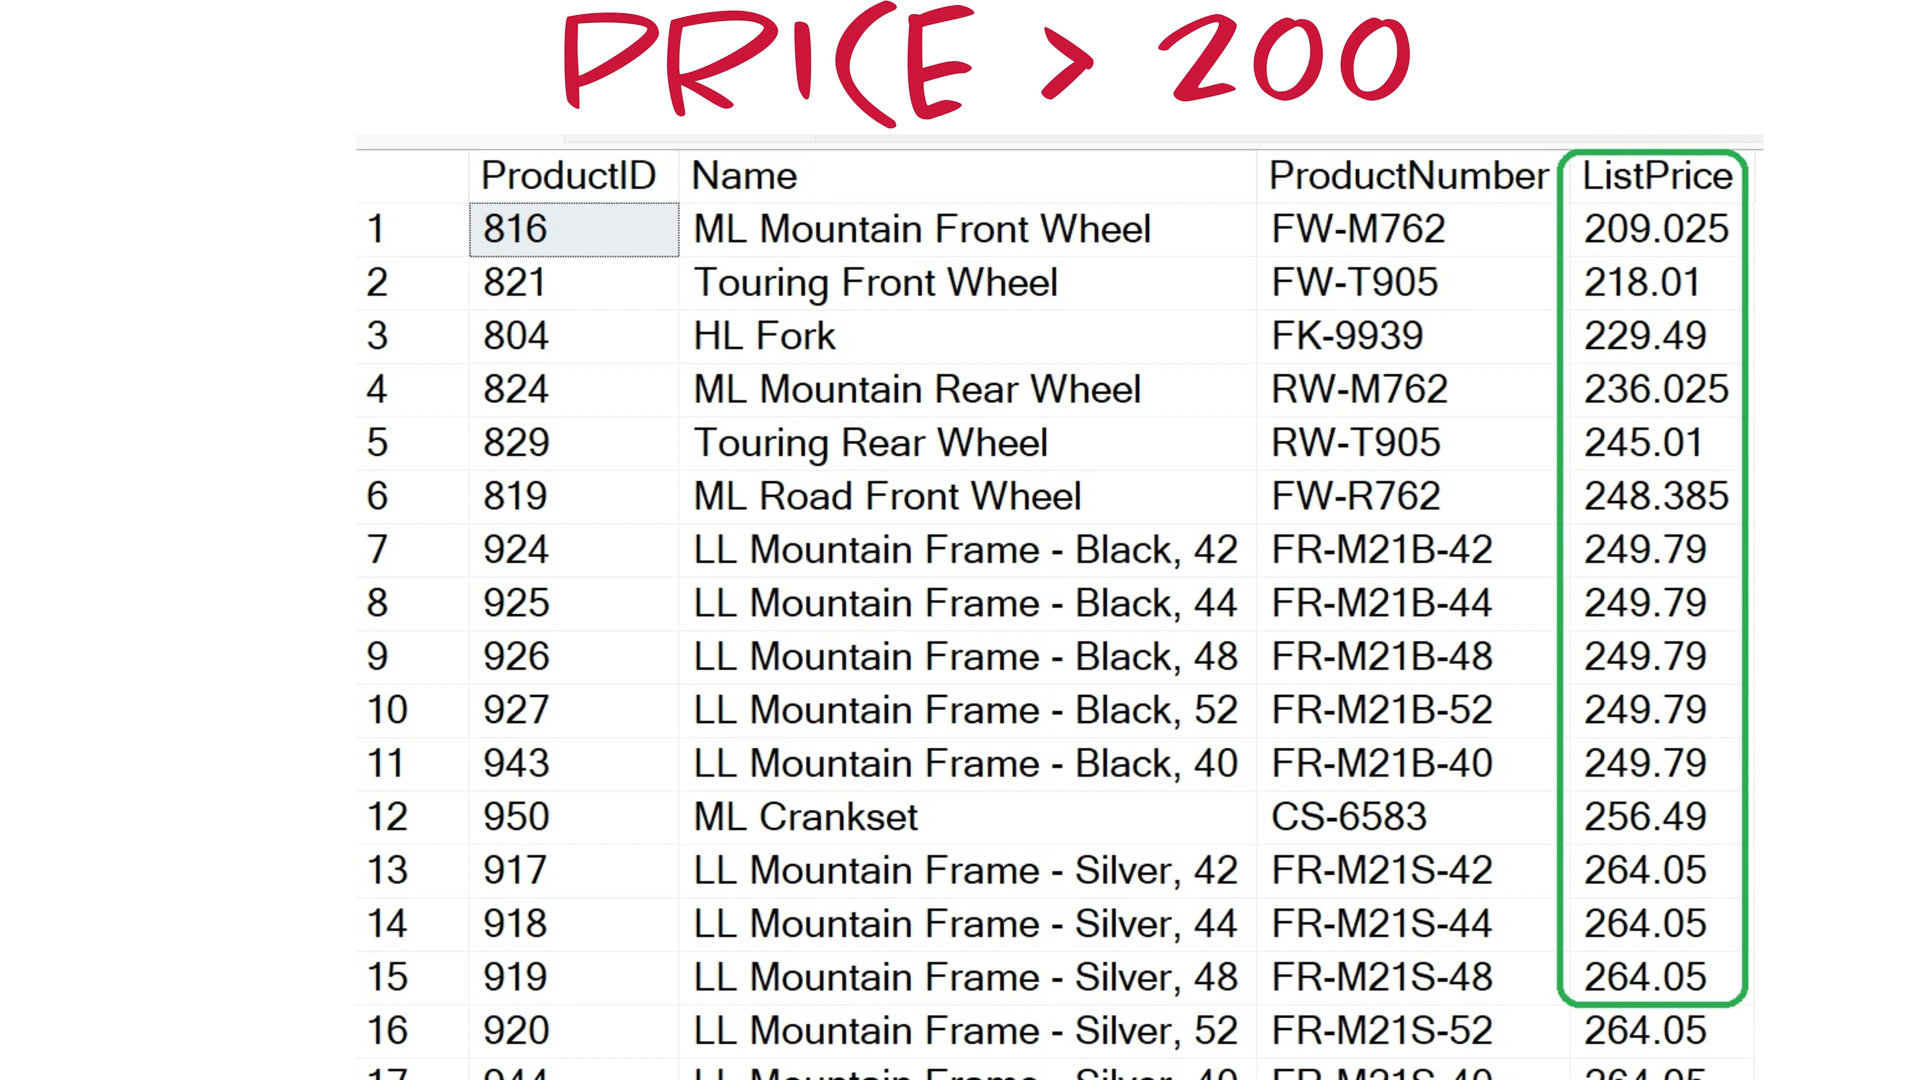 PRICE > 200
ProductID Name ProductNumber ListPrice
1 816 ML Mountain Front Wheel FW-M762 209.025
2 821 Touring Front Wheel FW-T905 218.01
3 804 HL Fork FK-9939 229.49
4 824 ML Mountain Rear Wheel RW-M762 236.025
5 829 Touring Rear Wheel RW-T905 245.01
6 819 ML Road Front Wheel FW-R762 248.385
7 924 LL Mountain Frame - Black, 42 FR-M21B-42 249.79
8 925 LL Mountain Frame - Black, 44 FR-M21B-44 249.79
9 926 LL Mountain Frame - Black, 48 FR-M21B-48 249.79
10 927 LL Mountain Frame - Black, 52 FR-M21B-52 249.79
11 943 LL Mountain Frame - Black, 40 FR-M21B-40 249.79
12 950 ML Crankset CS-6583 256.49
13 917 LL Mountain Frame - Silver, 42 FR-M21S-42 264.05
14 918 LL Mountain Frame - Silver, 44 FR-M21S-44 264.05
15 919 LL Mountain Frame - Silver, 48 FR-M21S-48 264.05
16 920 LL Mountain Frame - Silver, 52 FR-M21S-52 264.05